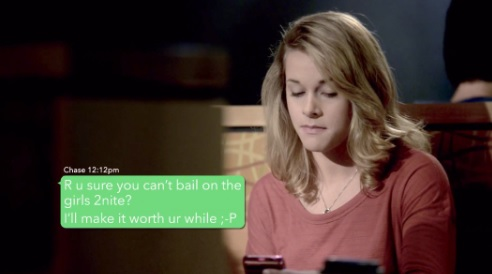 Chase 12:12pm
R u sure you can't bail on the
girls 2nite?
I'll make it worth ur while ;-P